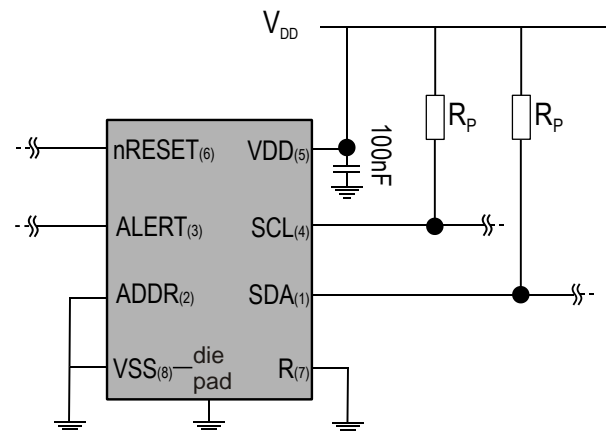 VDD
nRESET(6) VDD(5) 100nF RP RP
ALERT(3) SCL(4)
ADDR(2) SDA(1)
VSS(8) die pad R(7)